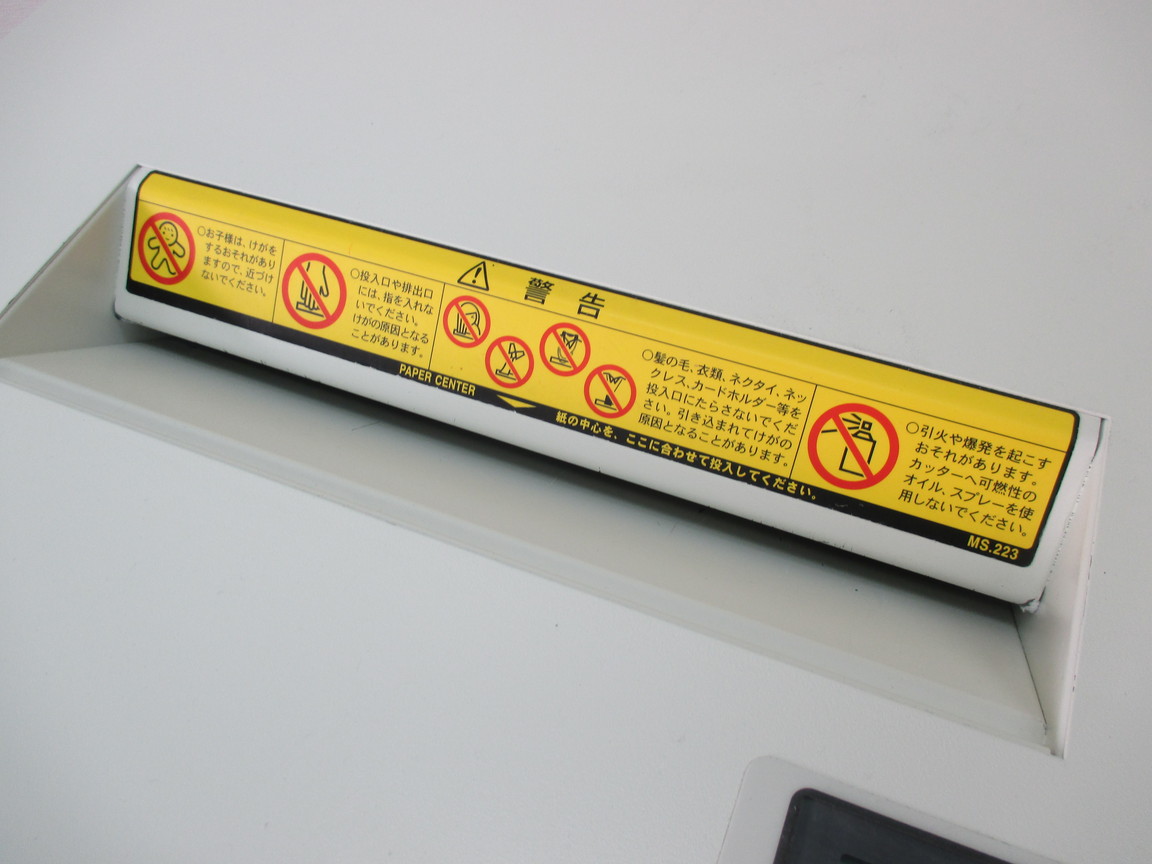 警告
○お子様は、けがを
するおそれがあり
ますので、近づけ
ないでください。
○投入口や排出口
には、指を入れな
いでください。
けがの原因となる
ことがあります。
○髪の毛、衣類、ネクタイ、ネッ
クレス、カードホルダー等を
投入口にたらさないでくだ
さい。引き込まれてけがの
原因となることがあります。
○引火や爆発を起こす
おそれがあります。
カッターへ可燃性の
オイル、スプレーを使
用しないでください。
PAPER CENTER
紙の中心を、ここに合わせて投入してください。
MS.223